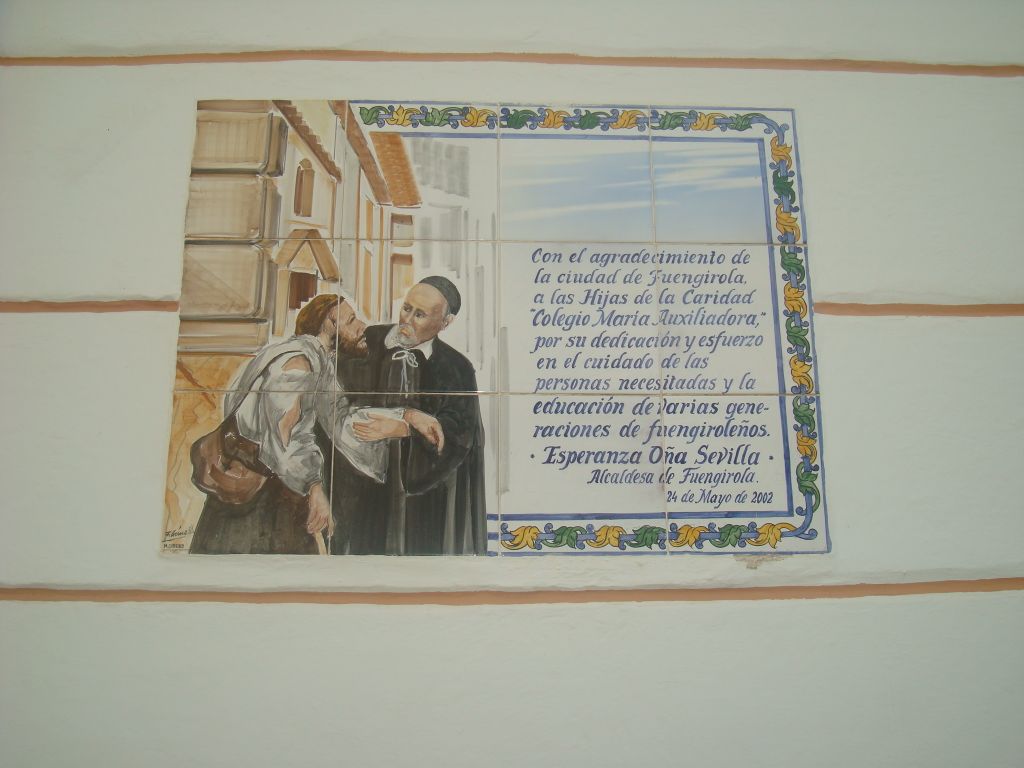 Con el agradecimiento de
la ciudad de Fuengirola,
a las Hijas de la Caridad
"Colegio María Auxiliadora,"
por su dedicación y esfuerzo
en el cuidado de las
personas necesitadas y la
educación de varias gene-
raciones de fuengiroleños.
· Esperanza Oña Sevilla ·
Alcaldesa de Fuengirola.
24 de Mayo de 2002